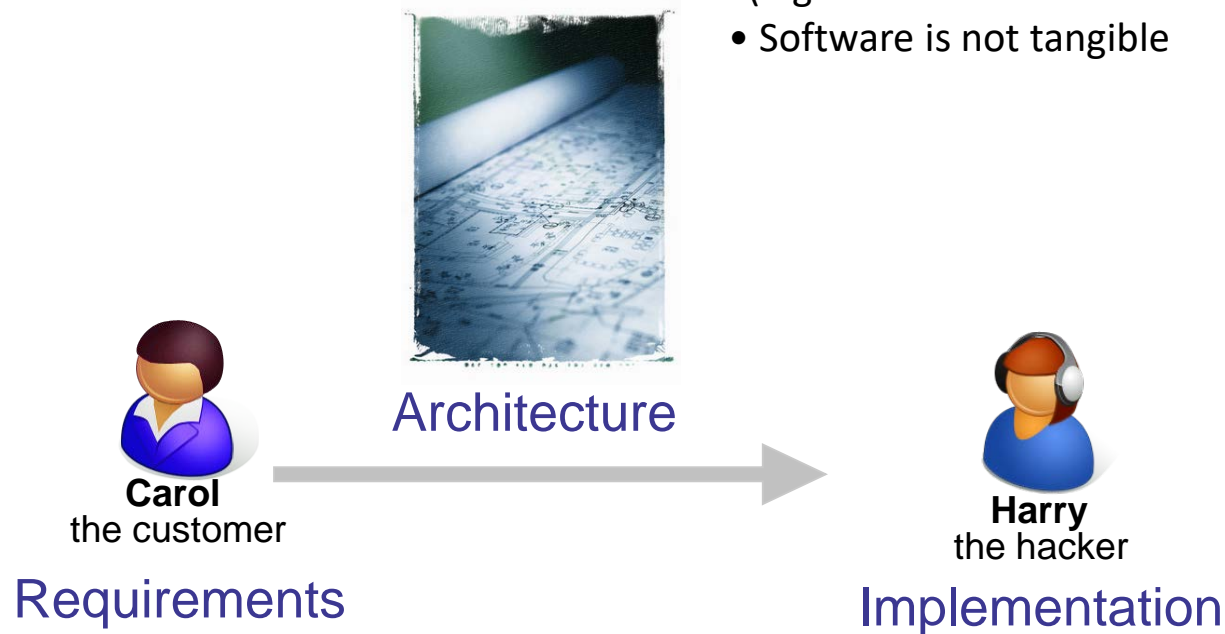 • Software is not tangible
Architecture
Carol
the customer
Harry
the hacker
Requirements
Implementation